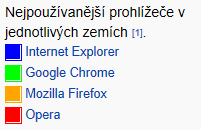 Nejpoužívanější prohlížeče v
jednotlivých zemích [1].
Internet Explorer
Google Chrome
Mozilla Firefox
Opera